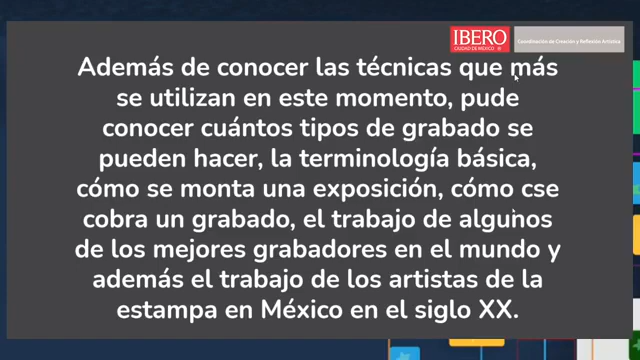 IBERO
CIUDAD DE MÉXICO ®
Coordinación de Creación y Reflexión Artística
Además de conocer las técnicas que más
se utilizan en este momento, pude
conocer cuántos tipos de grabado se
pueden hacer, la terminología básica,
cómo se monta una exposición, cómo cse
cobra un grabado, el trabajo de algunos
de los mejores grabadores en el mundo y
además el trabajo de los artistas de la
estampa en México en el siglo XX.